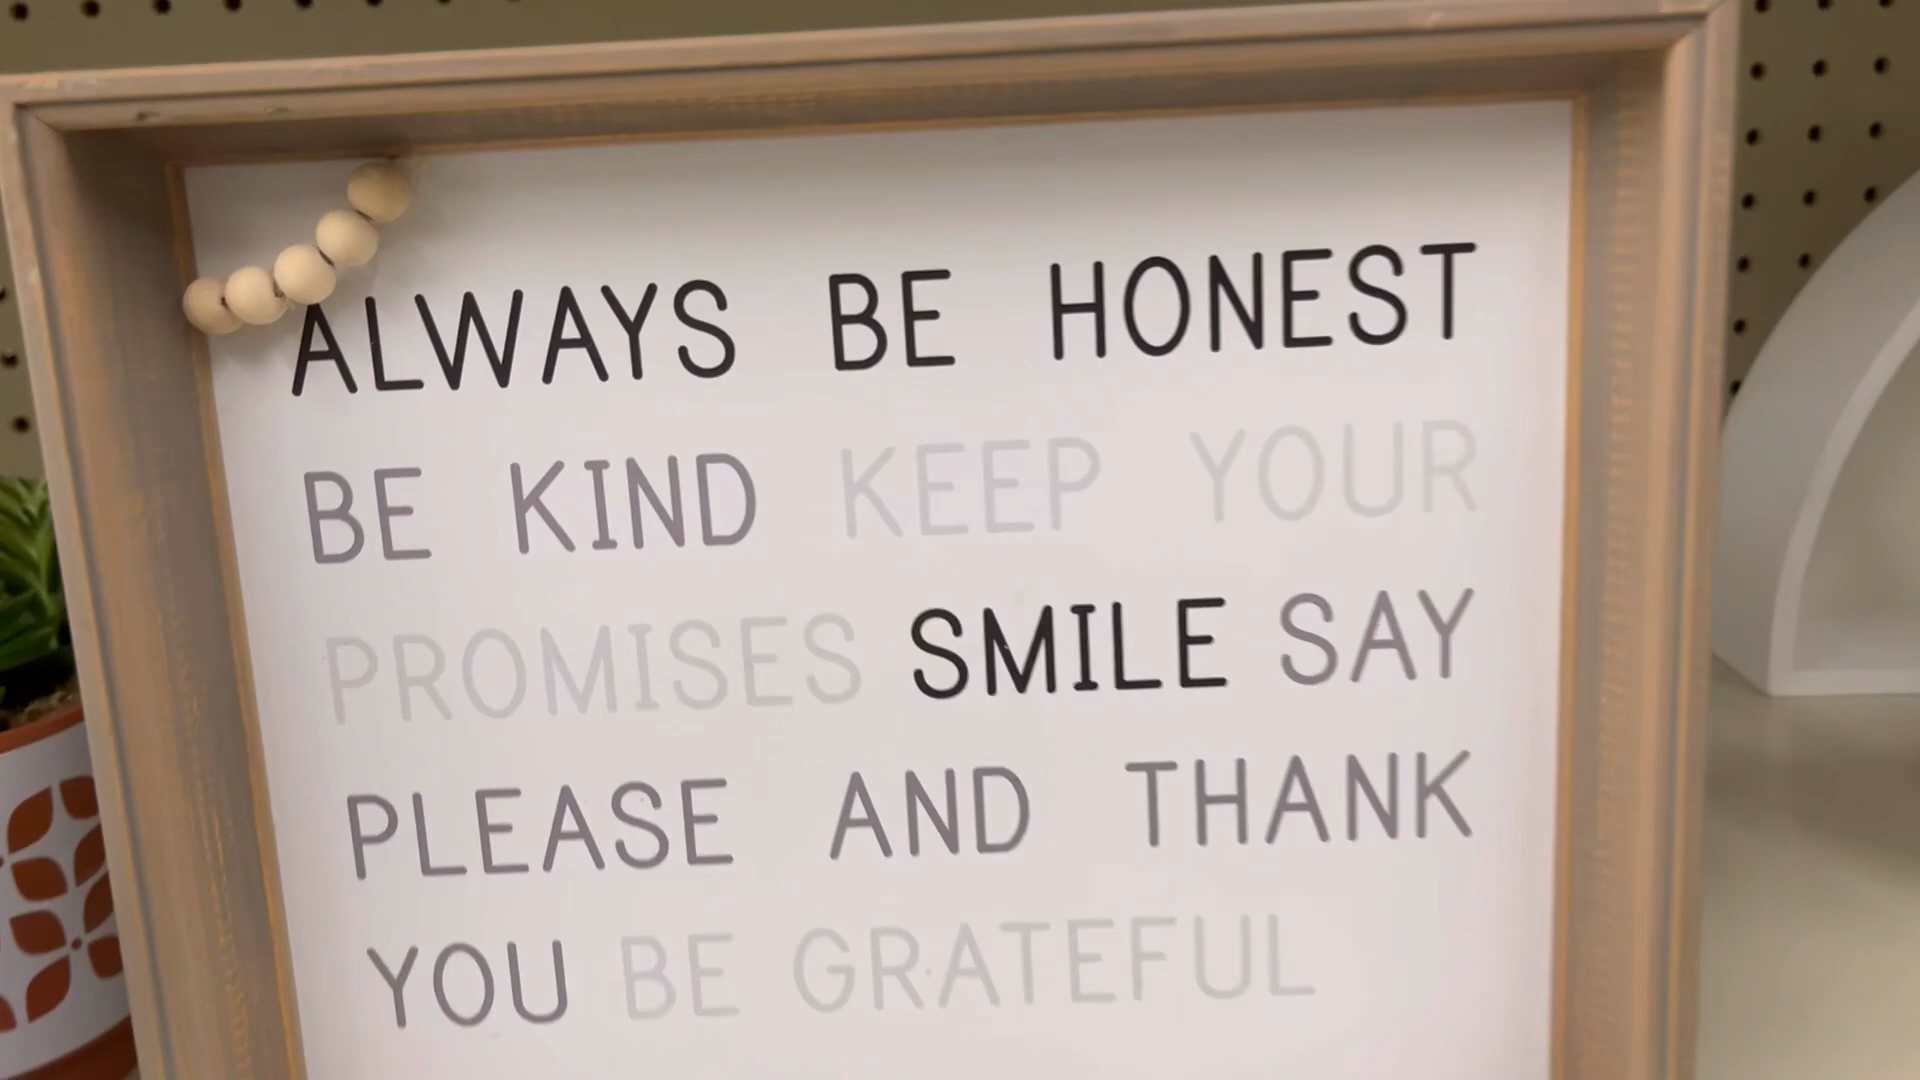 ALWAYS BE HONEST
BE KIND KEEP YOUR
PROMISES SMILE SAY
PLEASE AND THANK
YOU BE GRATEFUL